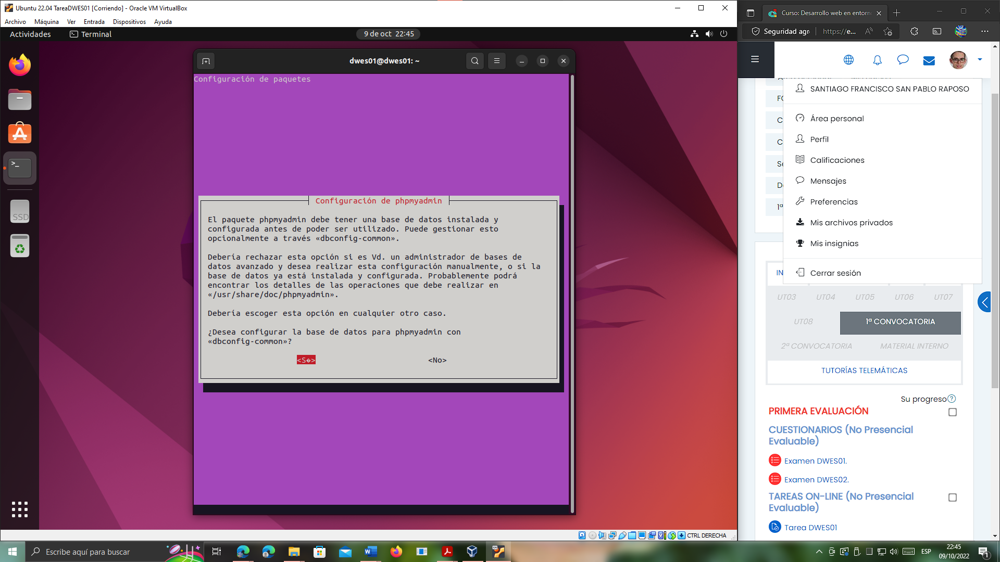 Ubuntu 22.04 TareaDWES01 [Corriendo] - Oracle VM VirtualBox
Archivo Máquina Ver Entrada Dispositivos Ayuda
Actividades Terminal 9 de oct 22:45
dwes01@dwes01: ~
Configuración de paquetes
Configuración de phpmyadmin
El paquete phpmyadmin debe tener una base de datos instalada y
configurada antes de poder ser utilizado. Puede gestionar esto
opcionalmente a través «dbconfig-common».
Debería rechazar esta opción si es Vd. un administrador de bases de
datos avanzado y desea realizar esta configuración manualmente, o si la
base de datos ya está instalada y configurada. Probablemente podrá
encontrar los detalles de las operaciones que debe realizar en
«/usr/share/doc/phpmyadmin».
Debería escoger esta opción en cualquier otro caso.
¿Desea configurar la base de datos para phpmyadmin con
«dbconfig-common»?
<S�> <No>
SSD
CTRL DERECHA
Curso: Desarrollo web en entorn
Seguridad agr https://e...
SANTIAGO FRANCISCO SAN PABLO RAPOSO
Área personal
Perfil
Calificaciones
Mensajes
Preferencias
Mis archivos privados
Mis insignias
Cerrar sesión
FO
C
C
Se
De
1ª
IN
UT03 UT04 UT05 UT06 UT07
UT08 1ª CONVOCATORIA
2ª CONVOCATORIA MATERIAL INTERNO
TUTORÍAS TELEMÁTICAS
Su progreso
PRIMERA EVALUACIÓN
CUESTIONARIOS (No Presencial
Evaluable)
Examen DWES01.
Examen DWES02.
TAREAS ON-LINE (No Presencial
Evaluable)
Tarea DWES01
Escribe aquí para buscar
ESP
22:45
09/10/2022
1